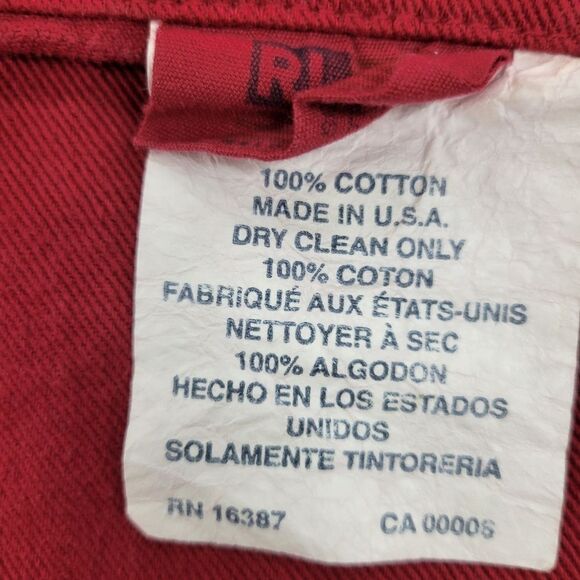 RL
100% COTTON
MADE IN U.S.A.
DRY CLEAN ONLY
100% COTON
FABRIQUÉ AUX ÉTATS-UNIS
NETTOYER À SEC
100% ALGODON
HECHO EN LOS ESTADOS
UNIDOS
SOLAMENTE TINTORERIA
RN 16387 CA 00006